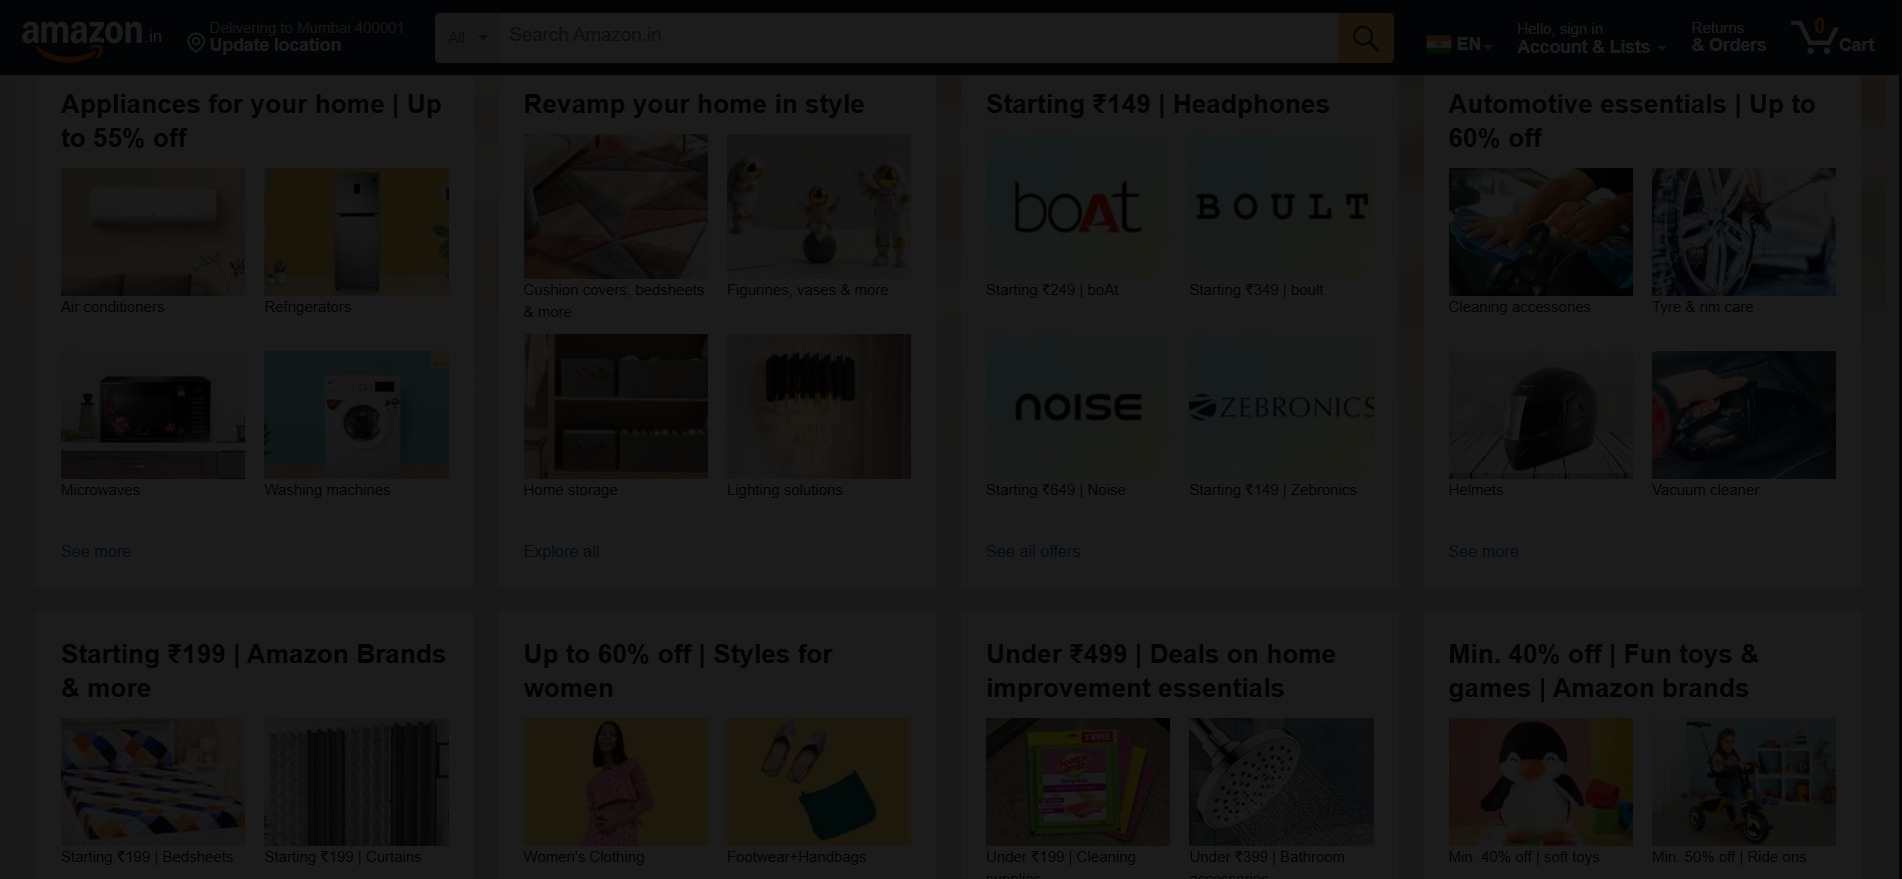 amazon.in
Delivering to Mumbai 400001
Update location
All
Search Amazon.in
EN
Hello, sign in
Account & Lists
Returns
& Orders
0
Cart
Appliances for your home | Up
to 55% off
Air conditioners
Refrigerators
Microwaves
Washing machines
See more
Revamp your home in style
Cushion covers, bedsheets
& more
Figurines, vases & more
Home storage
Lighting solutions
Explore all
Starting ₹149 | Headphones
boAt
BOULT
Starting ₹249 | boAt
Starting ₹349 | boult
noise
ZEBRONICS
Starting ₹649 | Noise
Starting ₹149 | Zebronics
See all offers
Automotive essentials | Up to
60% off
Cleaning accessories
Tyre & rim care
Helmets
Vacuum cleaner
See more
Starting ₹199 | Amazon Brands
& more
Starting ₹199 | Bedsheets
Starting ₹199 | Curtains
Up to 60% off | Styles for
women
Women's Clothing
Footwear+Handbags
Under ₹499 | Deals on home
improvement essentials
Under ₹199 | Cleaning
supplies
Under ₹399 | Bathroom
accessories
Min. 40% off | Fun toys &
games | Amazon brands
Min. 40% off | soft toys
Min. 50% off | Ride ons